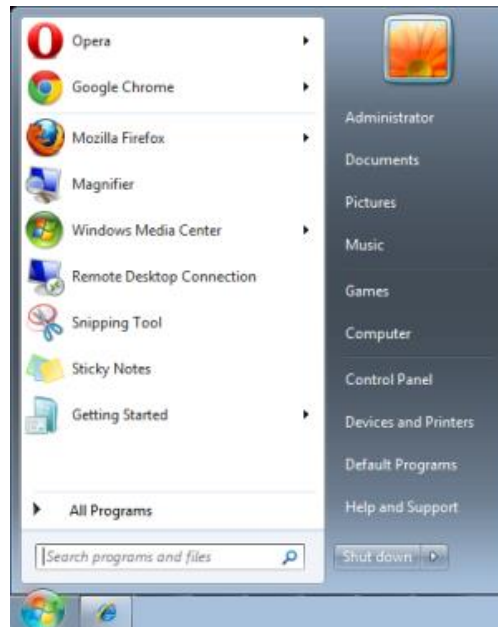 Opera
Google Chrome
Mozilla Firefox
Magnifier
Windows Media Center
Remote Desktop Connection
Snipping Tool
Sticky Notes
Getting Started
All Programs
Search programs and files
Administrator
Documents
Pictures
Music
Games
Computer
Control Panel
Devices and Printers
Default Programs
Help and Support
Shut down